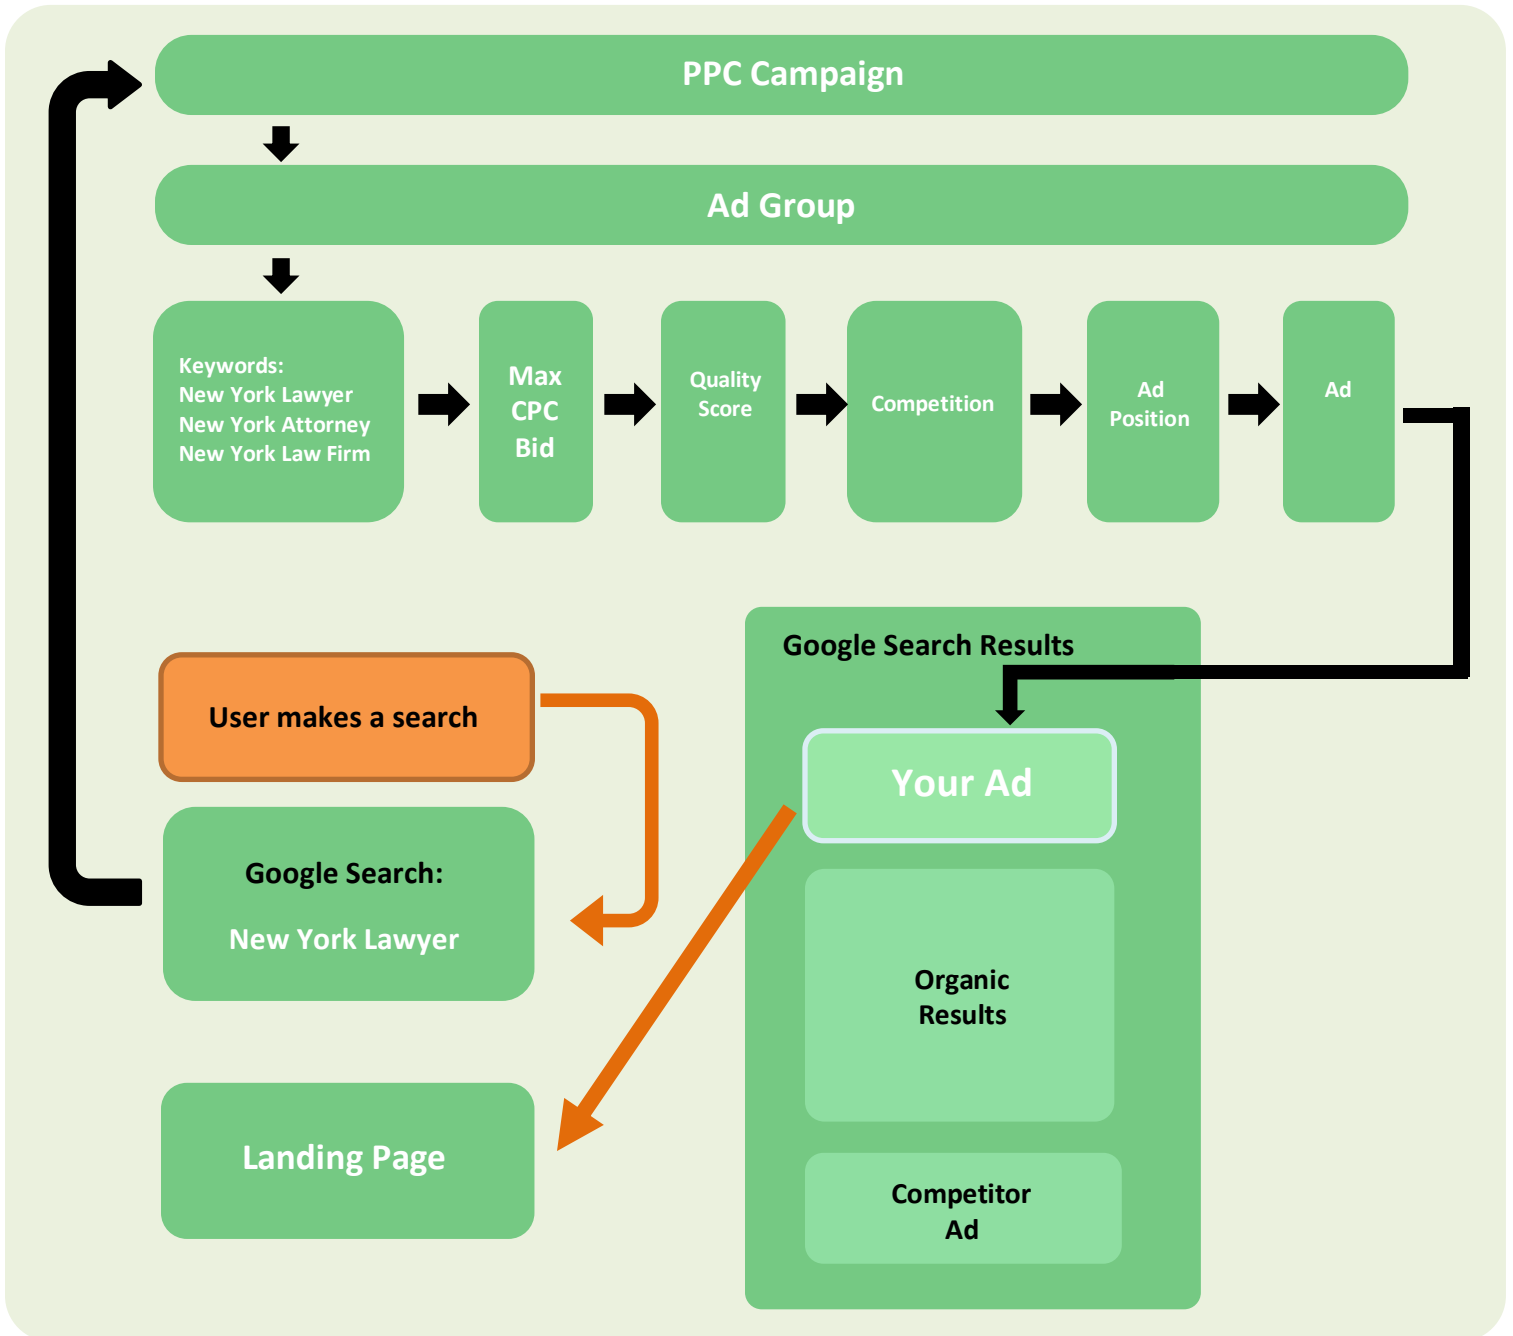 PPC Campaign
Ad Group
Keywords:
New York Lawyer
New York Attorney
New York Law Firm
Max
CPC
Bid
Quality
Score
Competition
Ad
Position
Ad
User makes a search
Google Search:
New York Lawyer
Landing Page
Google Search Results
Your Ad
Organic
Results
Competitor
Ad